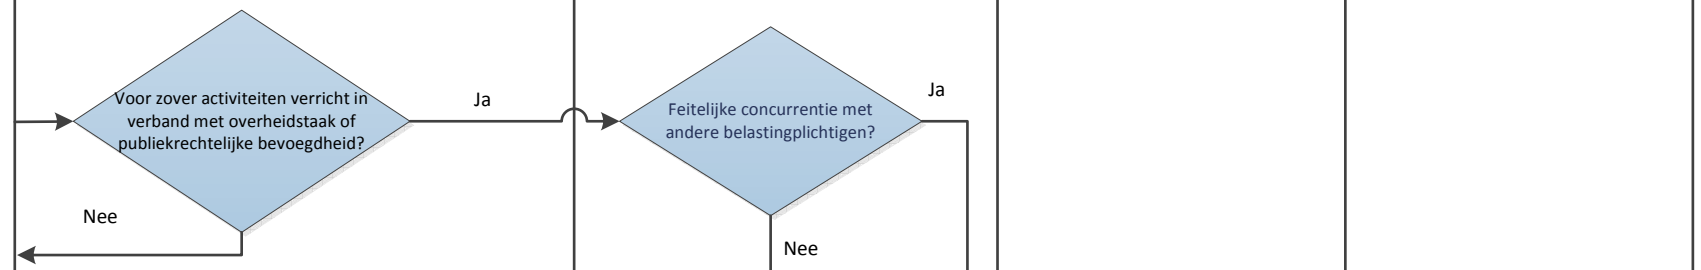 Voor zover activiteiten verricht in
verband met overheidstaak of
publiekrechtelijke bevoegdheid?
Ja
Nee
Feitelijke concurrentie met
andere belastingplichtigen?
Ja
Nee